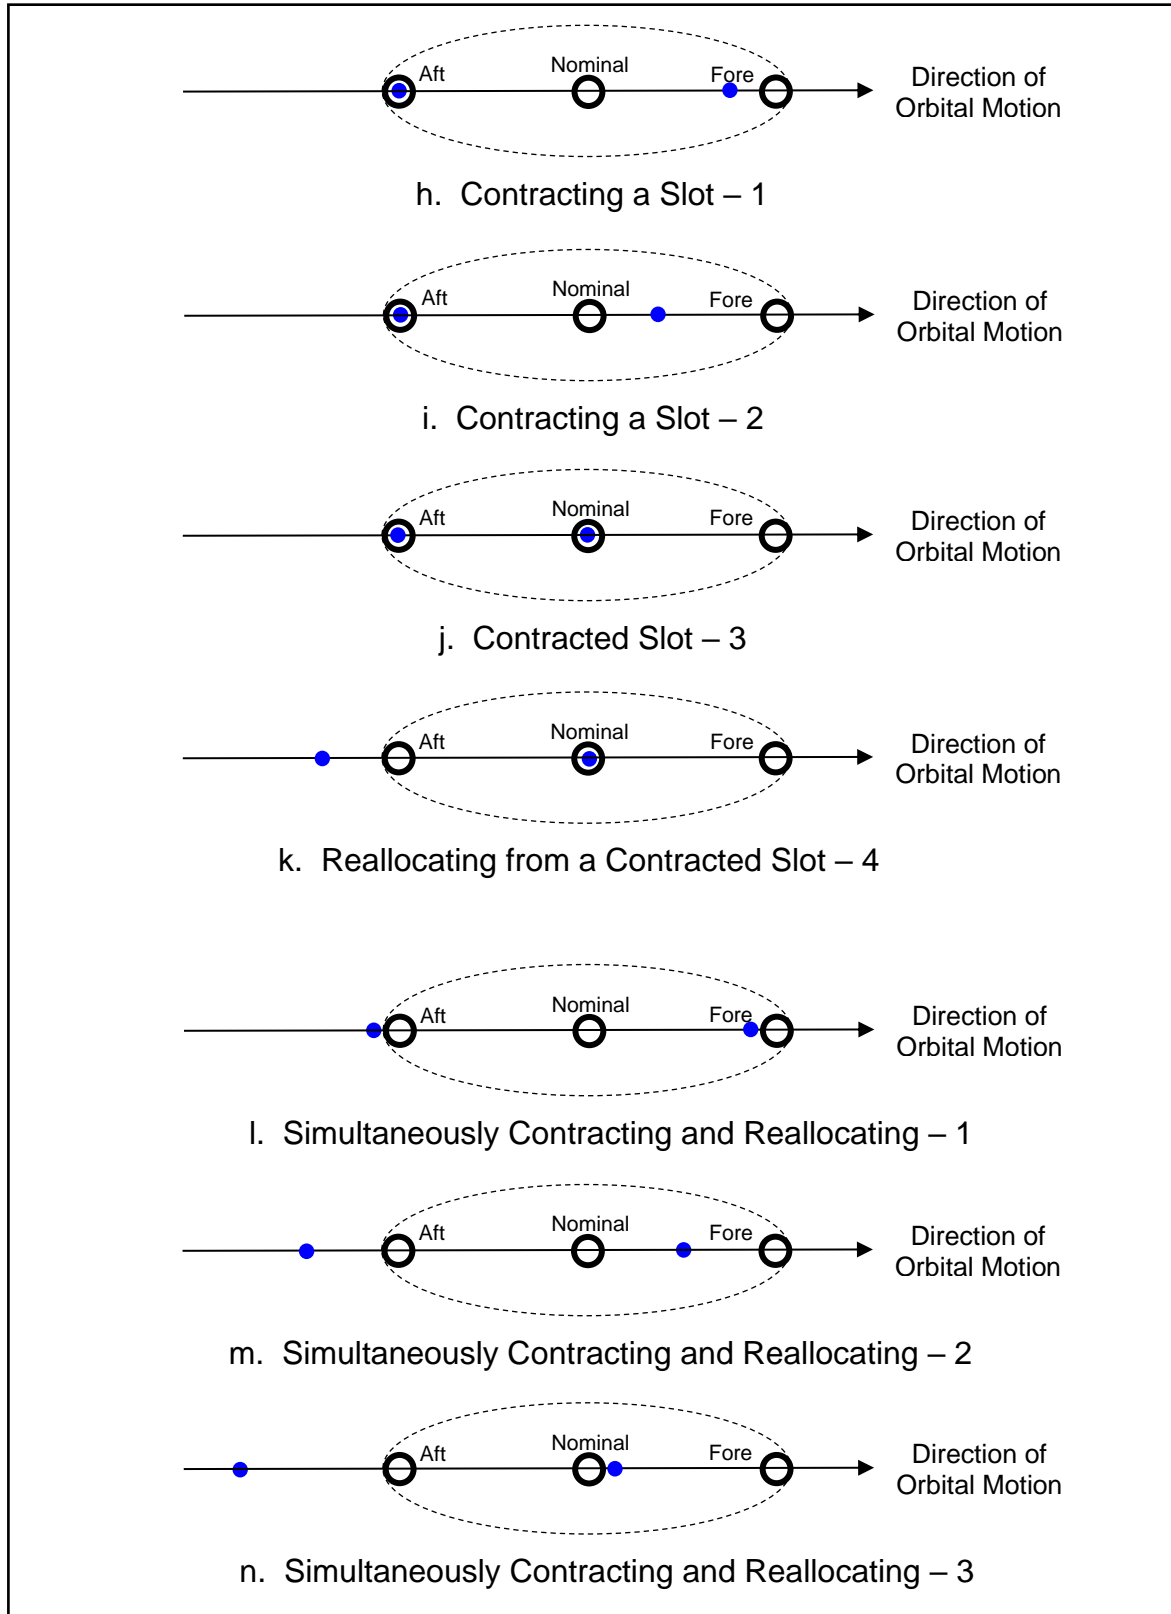 Aft
Nominal
Fore
Direction of
Orbital Motion
h. Contracting a Slot – 1
Aft
Nominal
Fore
Direction of
Orbital Motion
i. Contracting a Slot – 2
Aft
Nominal
Fore
Direction of
Orbital Motion
j. Contracted Slot – 3
Aft
Nominal
Fore
Direction of
Orbital Motion
k. Reallocating from a Contracted Slot – 4
Aft
Nominal
Fore
Direction of
Orbital Motion
l. Simultaneously Contracting and Reallocating – 1
Aft
Nominal
Fore
Direction of
Orbital Motion
m. Simultaneously Contracting and Reallocating – 2
Aft
Nominal
Fore
Direction of
Orbital Motion
n. Simultaneously Contracting and Reallocating – 3